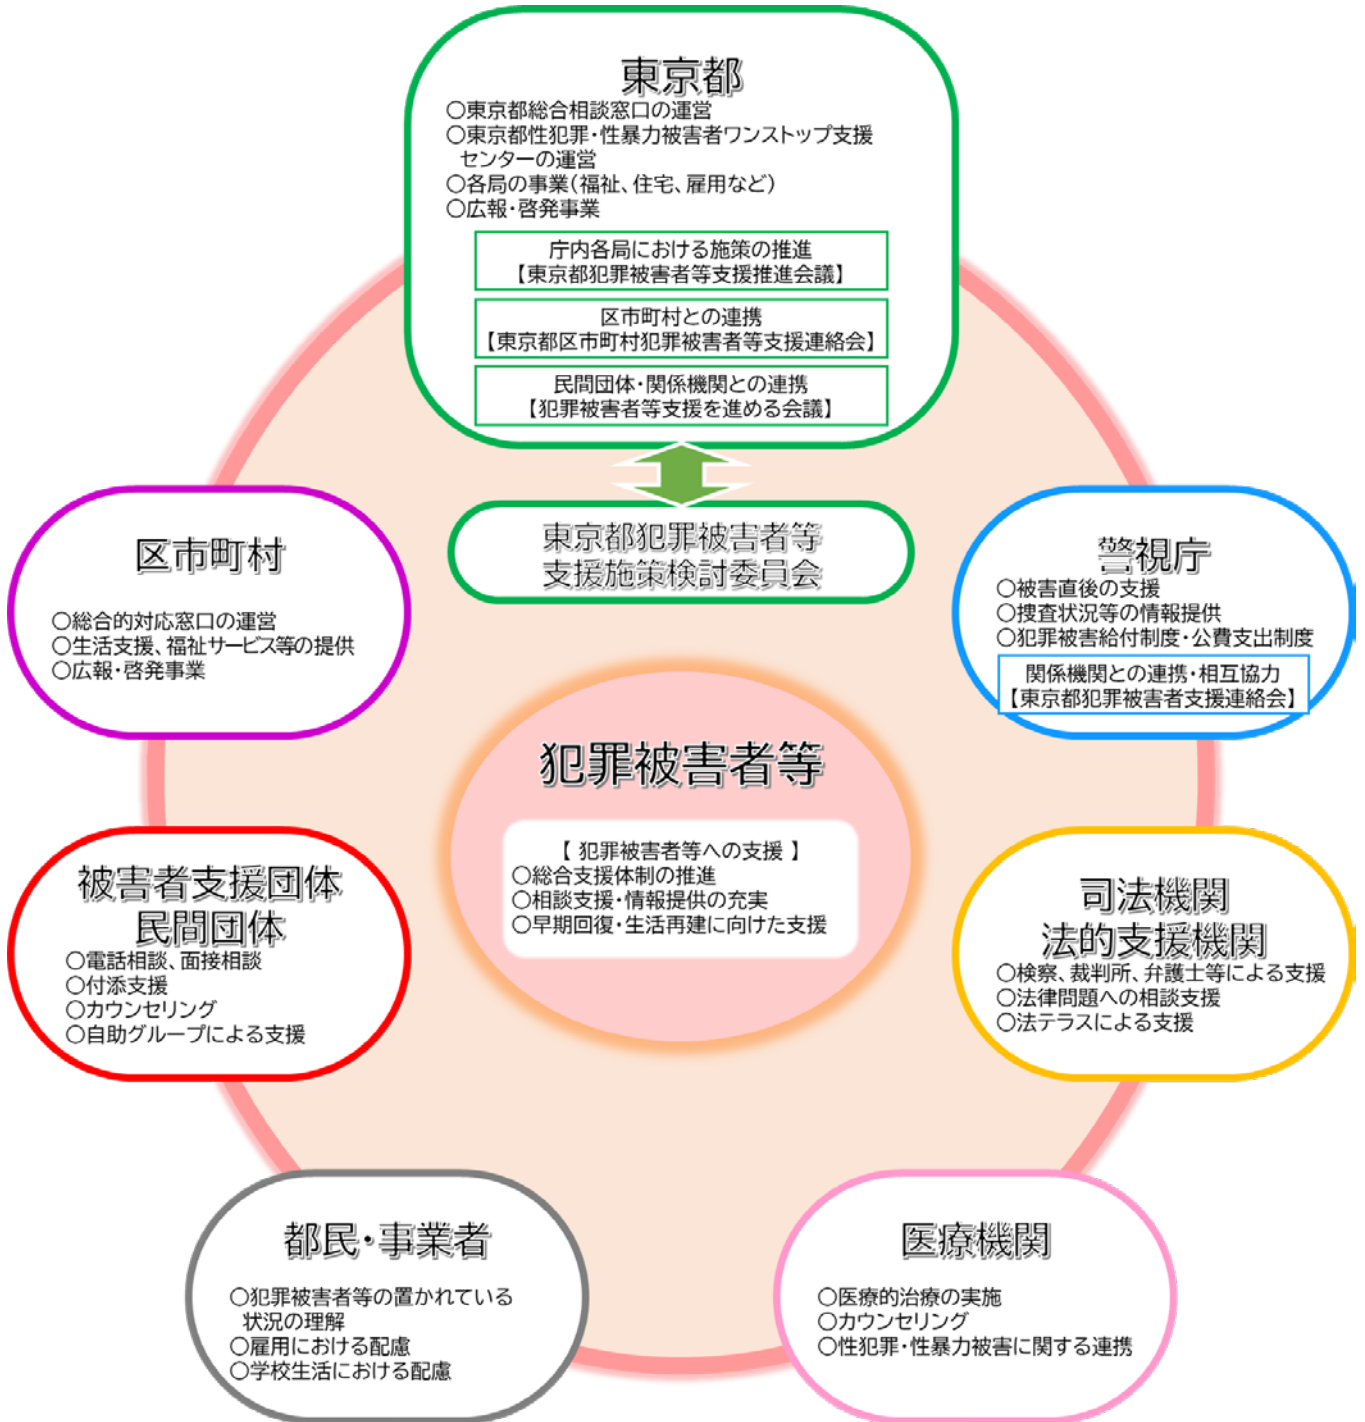 東京都
○東京都総合相談窓口の運営
○東京都性犯罪・性暴力被害者ワンストップ支援
センターの運営
○各局の事業(福祉、住宅、雇用など)
○広報・啓発事業
庁内各局における施策の推進
【東京都犯罪被害者等支援推進会議】
区市町村との連携
【東京都区市町村犯罪被害者等支援連絡会】
民間団体・関係機関との連携
【犯罪被害者等支援を進める会議】
東京都犯罪被害者等
支援施策検討委員会
区市町村
○総合的対応窓口の運営
○生活支援、福祉サービス等の提供
○広報・啓発事業
警視庁
○被害直後の支援
○捜査状況等の情報提供
○犯罪被害給付制度・公費支出制度
関係機関との連携・相互協力
【東京都犯罪被害者支援連絡会】
犯罪被害者等
【 犯罪被害者等への支援 】
○総合支援体制の推進
○相談支援・情報提供の充実
○早期回復・生活再建に向けた支援
被害者支援団体
民間団体
○電話相談、面接相談
○付添支援
○カウンセリング
○自助グループによる支援
司法機関
法的支援機関
○検察、裁判所、弁護士等による支援
○法律問題への相談支援
○法テラスによる支援
都民・事業者
○犯罪被害者等の置かれている
状況の理解
○雇用における配慮
○学校生活における配慮
医療機関
○医療的治療の実施
○カウンセリング
○性犯罪・性暴力被害に関する連携